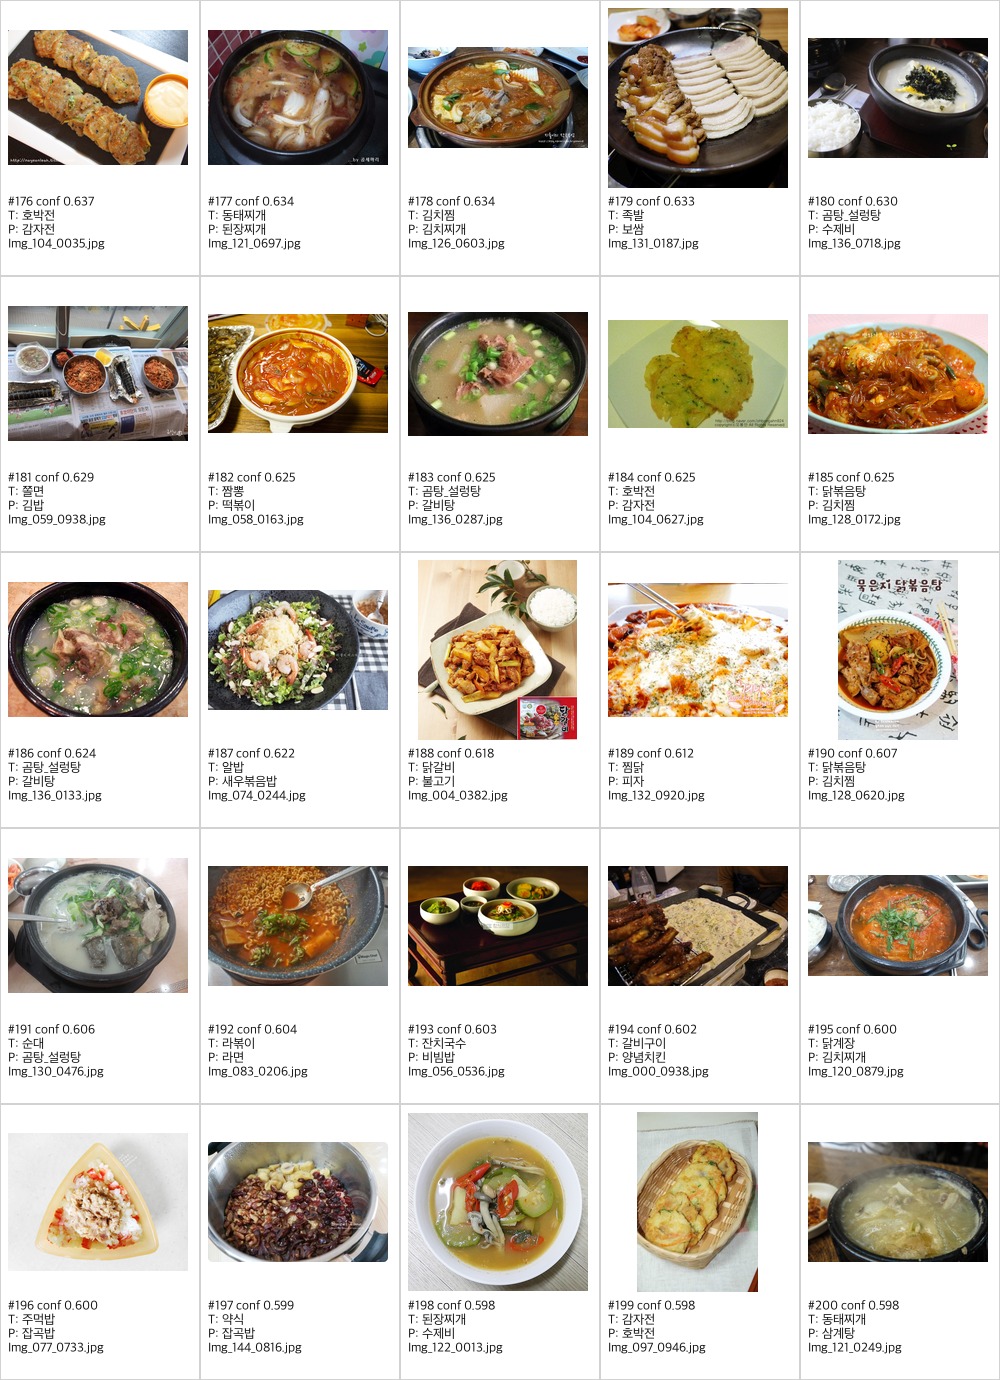 #176 conf 0.637
T: 호박전
P: 감자전
Img_104_0035.jpg
#177 conf 0.634
T: 동태찌개
P: 된장찌개
Img_121_0697.jpg
#178 conf 0.634
T: 김치찜
P: 김치찌개
Img_126_0603.jpg
#179 conf 0.633
T: 족발
P: 보쌈
Img_131_0187.jpg
#180 conf 0.630
T: 곰탕_설렁탕
P: 수제비
Img_136_0718.jpg
#181 conf 0.629
T: 쫄면
P: 김밥
Img_059_0938.jpg
#182 conf 0.625
T: 짬뽕
P: 떡볶이
Img_058_0163.jpg
#183 conf 0.625
T: 곰탕_설렁탕
P: 갈비탕
Img_136_0287.jpg
#184 conf 0.625
T: 호박전
P: 감자전
Img_104_0627.jpg
#185 conf 0.625
T: 닭볶음탕
P: 김치찜
Img_128_0172.jpg
#186 conf 0.624
T: 곰탕_설렁탕
P: 갈비탕
Img_136_0133.jpg
#187 conf 0.622
T: 알밥
P: 새우볶음밥
Img_074_0244.jpg
#188 conf 0.618
T: 닭갈비
P: 불고기
Img_004_0382.jpg
#189 conf 0.612
T: 찜닭
P: 피자
Img_132_0920.jpg
묵은지 닭볶음탕
#190 conf 0.607
T: 닭볶음탕
P: 김치찜
Img_128_0620.jpg
#191 conf 0.606
T: 순대
P: 곰탕_설렁탕
Img_130_0476.jpg
#192 conf 0.604
T: 라볶이
P: 라면
Img_083_0206.jpg
#193 conf 0.603
T: 잔치국수
P: 비빔밥
Img_056_0536.jpg
#194 conf 0.602
T: 갈비구이
P: 양념치킨
Img_000_0938.jpg
#195 conf 0.600
T: 닭계장
P: 김치찌개
Img_120_0879.jpg
#196 conf 0.600
T: 주먹밥
P: 잡곡밥
Img_077_0733.jpg
#197 conf 0.599
T: 약식
P: 잡곡밥
Img_144_0816.jpg
#198 conf 0.598
T: 된장찌개
P: 수제비
Img_122_0013.jpg
#199 conf 0.598
T: 감자전
P: 호박전
Img_097_0946.jpg
#200 conf 0.598
T: 동태찌개
P: 삼계탕
Img_121_0249.jpg